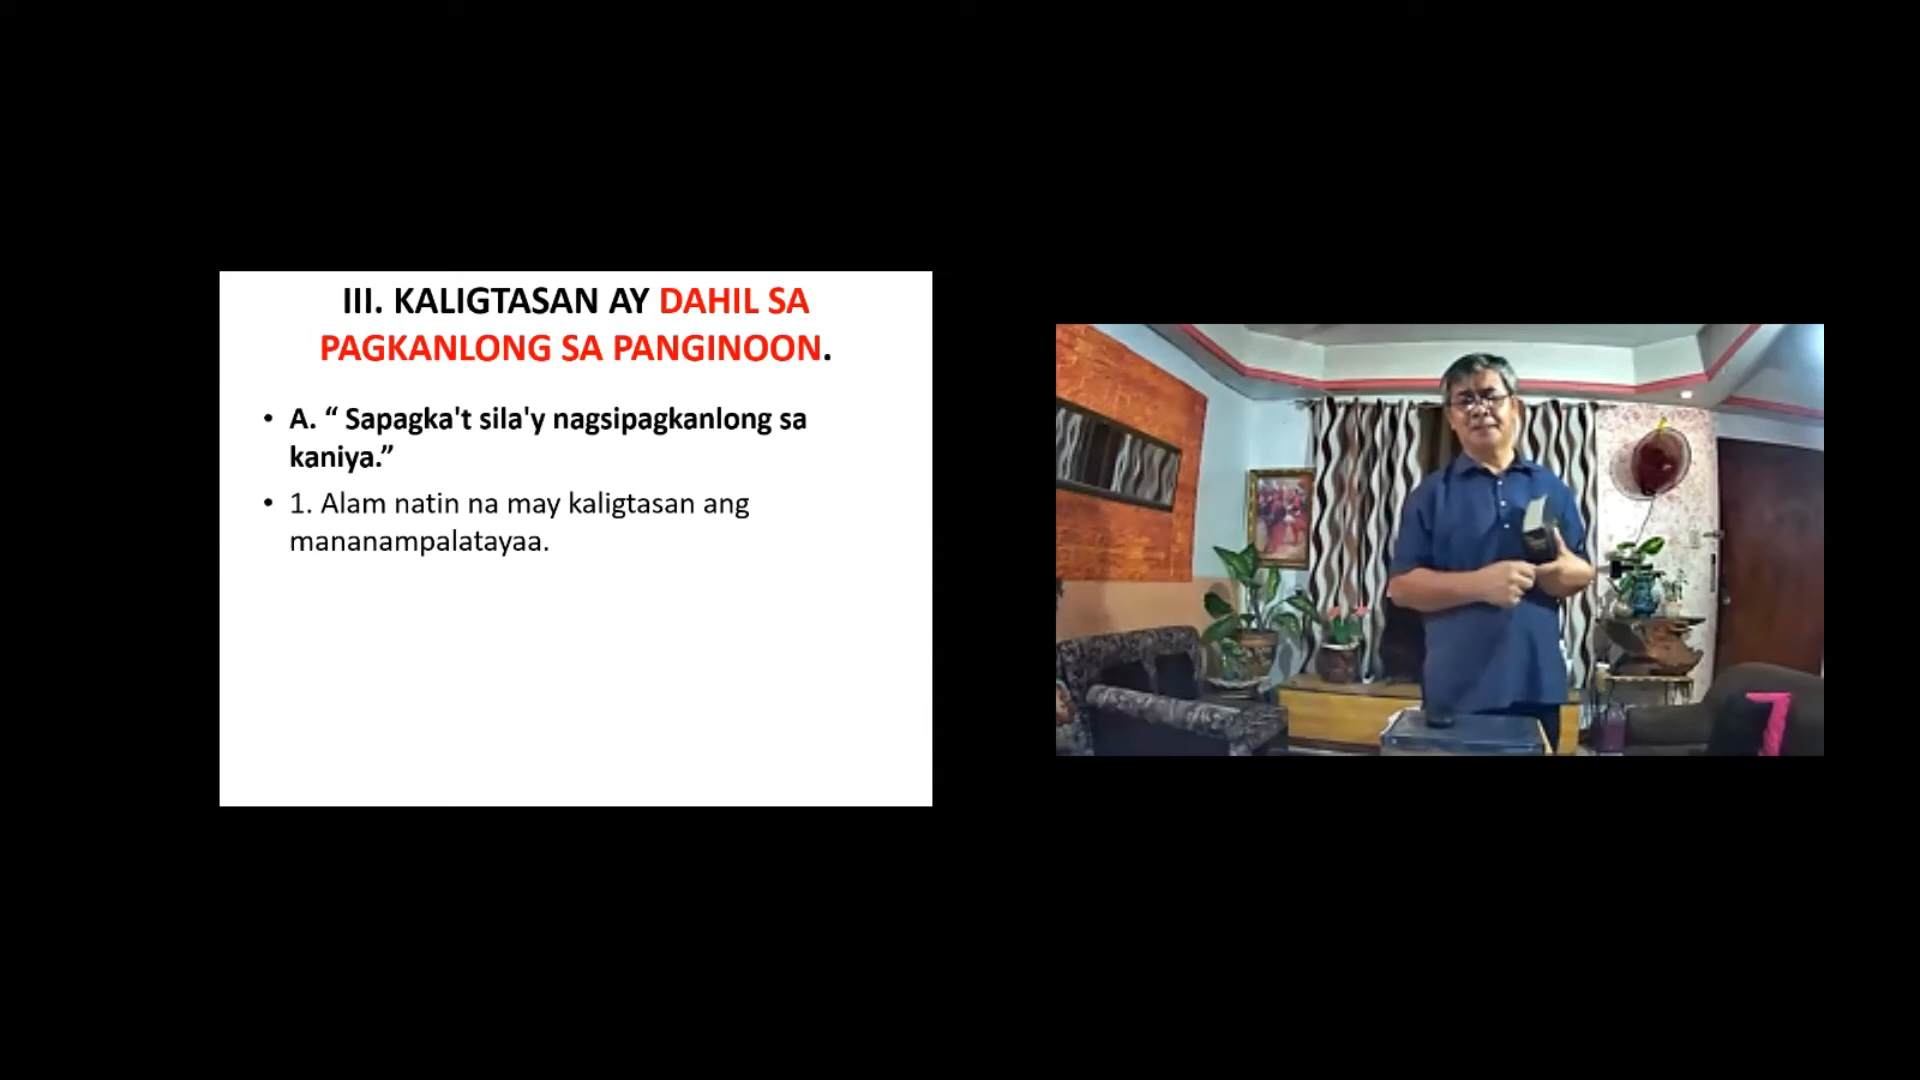 III. KALIGTASAN AY DAHIL SA
PAGKANLONG SA PANGINOON.
• A. “ Sapagka't sila'y nagsipagkanlong sa
kaniya.”
• 1. Alam natin na may kaligtasan ang
mananampalatayaa.